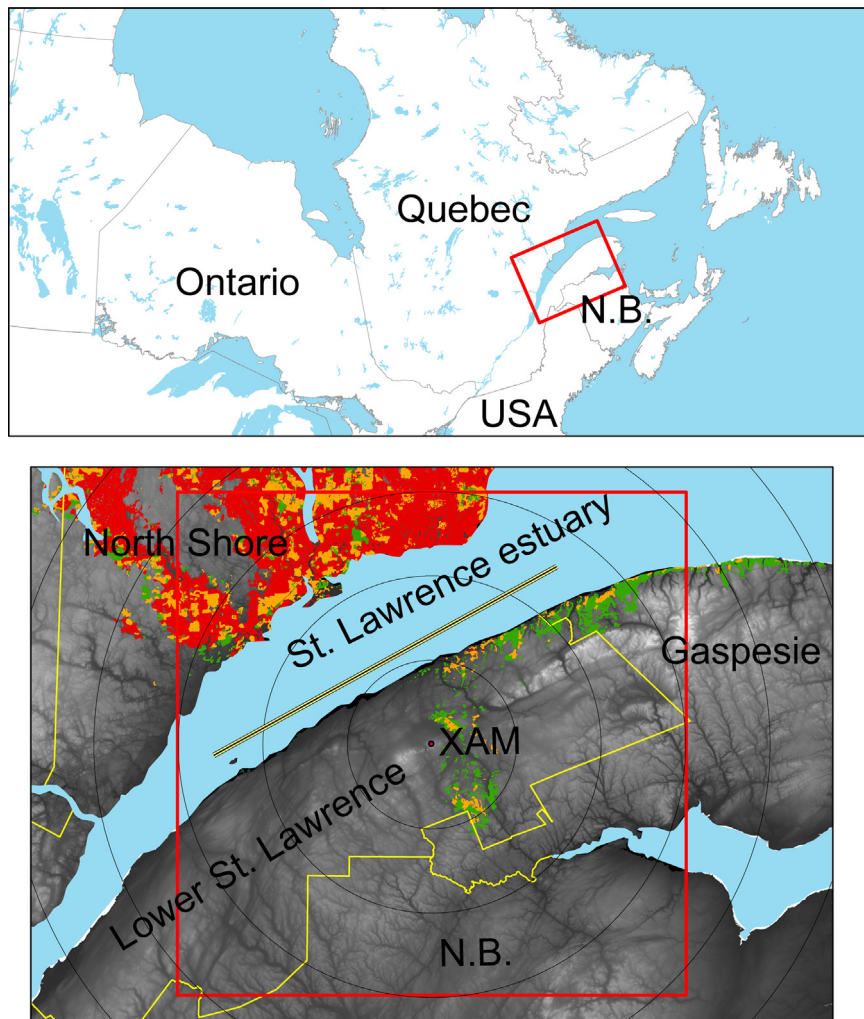 Quebec
Ontario
N.B.
USA
North Shore
St. Lawrence estuary
Gaspesie
XAM
Lower St. Lawrence
N.B.